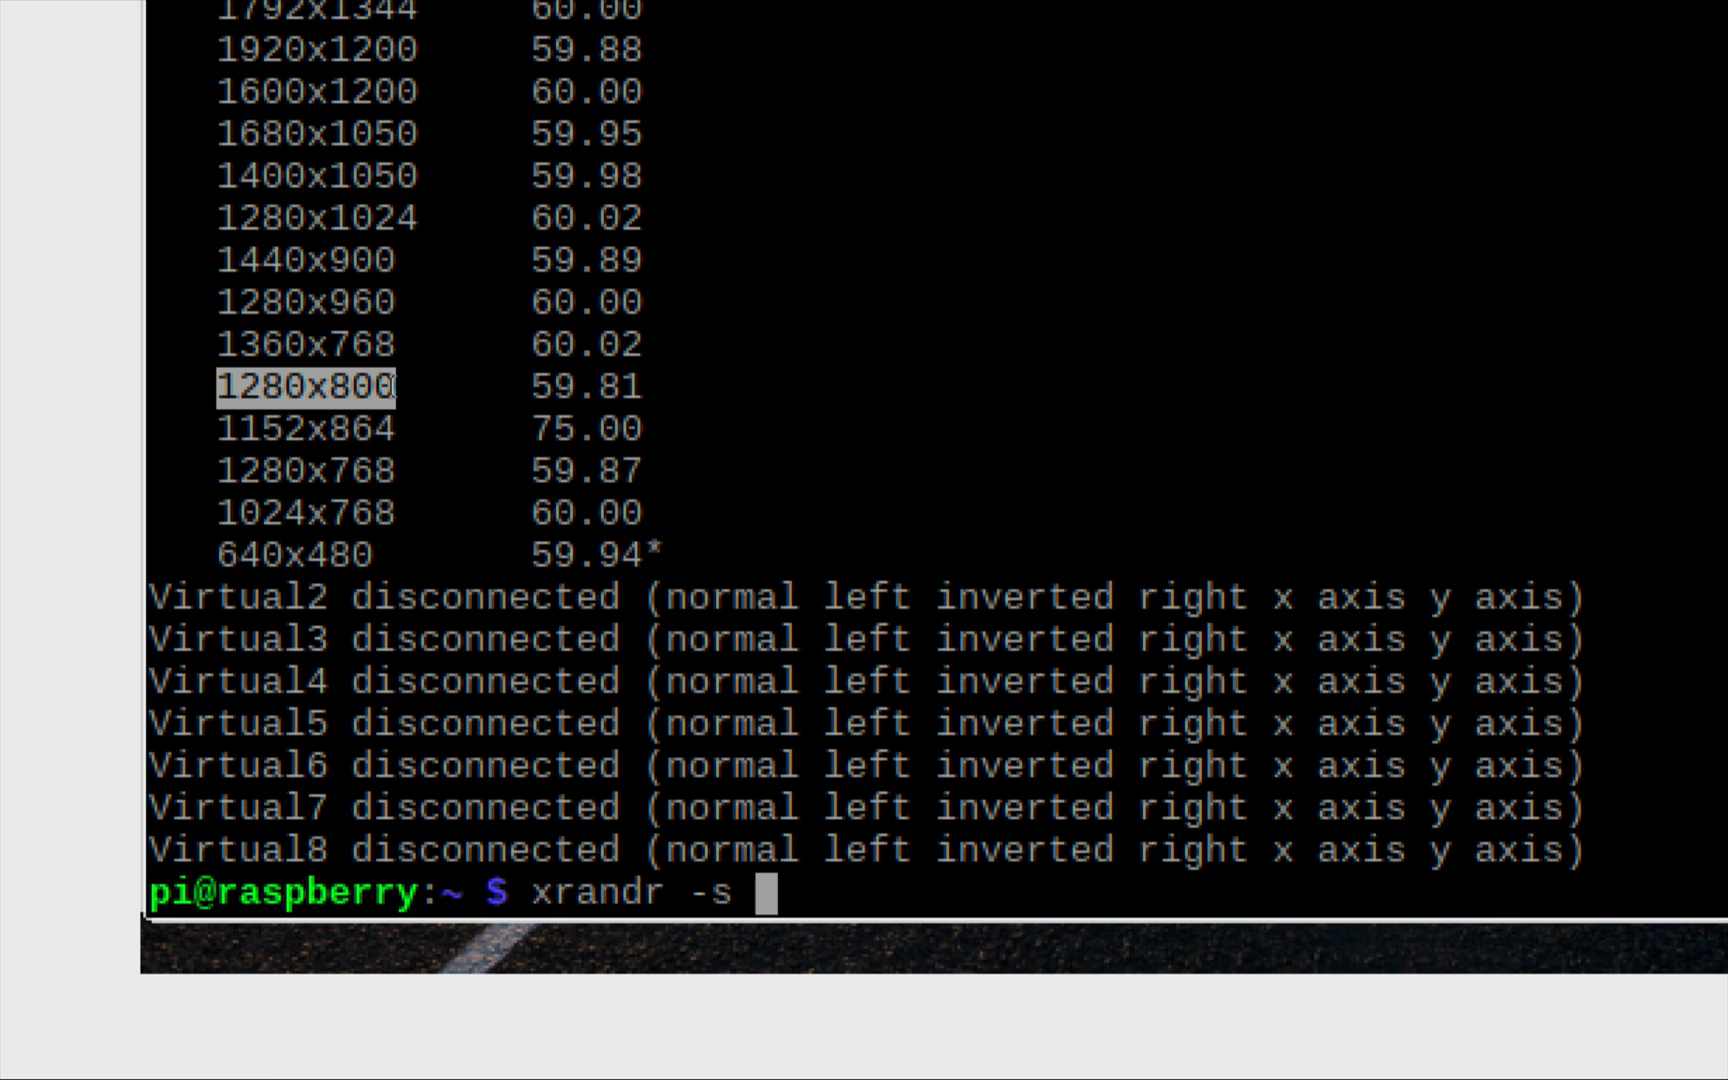 1792x1344 60.00
1920x1200 59.88
1600x1200 60.00
1680x1050 59.95
1400x1050 59.98
1280x1024 60.02
1440x900 59.89
1280x960 60.00
1360x768 60.02
1280x800 59.81
1152x864 75.00
1280x768 59.87
1024x768 60.00
640x480 59.94*
Virtual2 disconnected (normal left inverted right x axis y axis)
Virtual3 disconnected (normal left inverted right x axis y axis)
Virtual4 disconnected (normal left inverted right x axis y axis)
Virtual5 disconnected (normal left inverted right x axis y axis)
Virtual6 disconnected (normal left inverted right x axis y axis)
Virtual7 disconnected (normal left inverted right x axis y axis)
Virtual8 disconnected (normal left inverted right x axis y axis)
pi@raspberry:~ $ xrandr -s